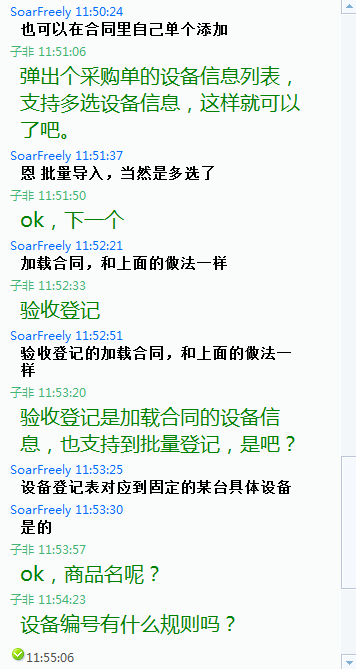 SoarFreely 11:50:24
也可以在合同里自己单个添加
子非 11:51:06
弹出个采购单的设备信息列表，
支持多选设备信息，这样就可以
了吧。
SoarFreely 11:51:37
恩 批量导入，当然是多选了
子非 11:51:50
ok，下一个
SoarFreely 11:52:21
加载合同，和上面的做法一样
子非 11:52:33
验收登记
SoarFreely 11:52:51
验收登记的加载合同，和上面的做法一
样
子非 11:53:20
验收登记是加载合同的设备信
息，也支持到批量登记，是吧？
SoarFreely 11:53:25
设备登记表对应到固定的某台具体设备
SoarFreely 11:53:30
是的
子非 11:53:57
ok，商品名呢？
子非 11:54:23
设备编号有什么规则吗？
11:55:06